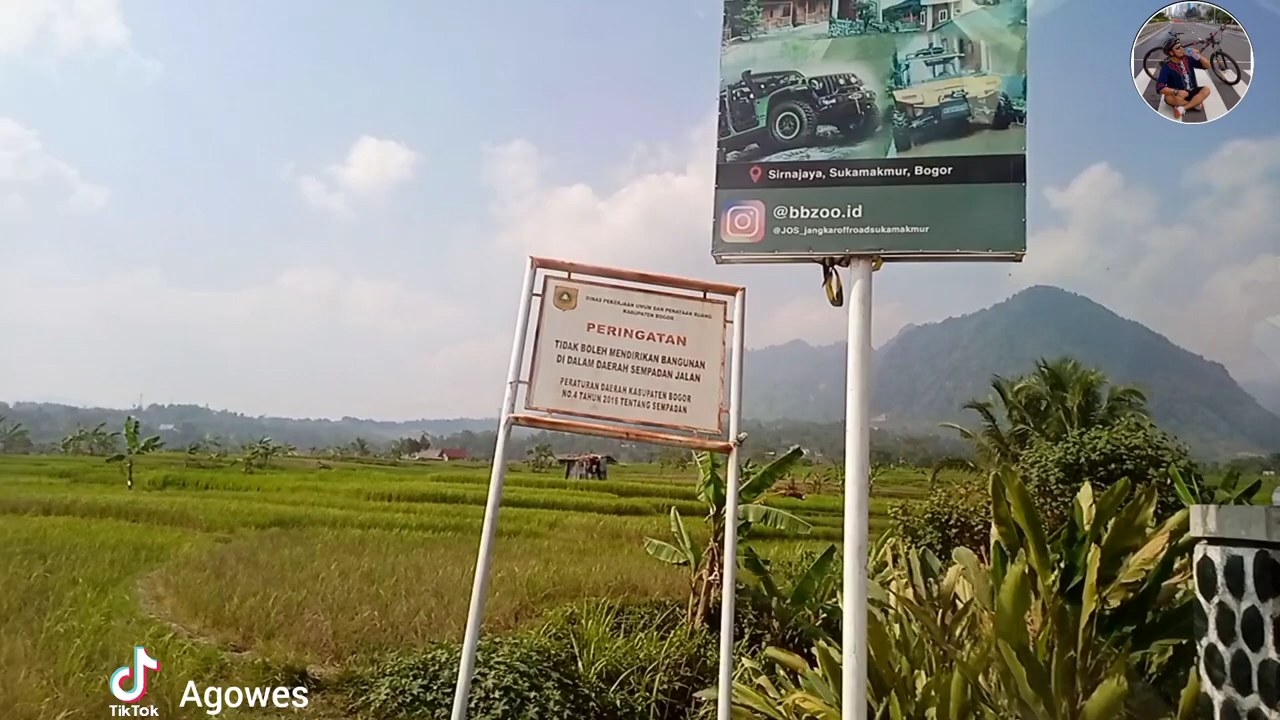 Sirnajaya, Sukamakmur, Bogor
@bbzoo.id
@JOS_jangkaroffroadsukamakmur
DINAS PEKERJAAN UMUM DAN PENATAAN RUANG
KABUPATEN BOGOR
PERINGATAN
TIDAK BOLEH MENDIRIKAN BANGUNAN
DI DALAM DAERAH SEMPADAN JALAN
PERATURAN DAERAH KABUPATEN BOGOR
NO.4 TAHUN 2016 TENTANG SEMPADAN
TikTok
Agowes